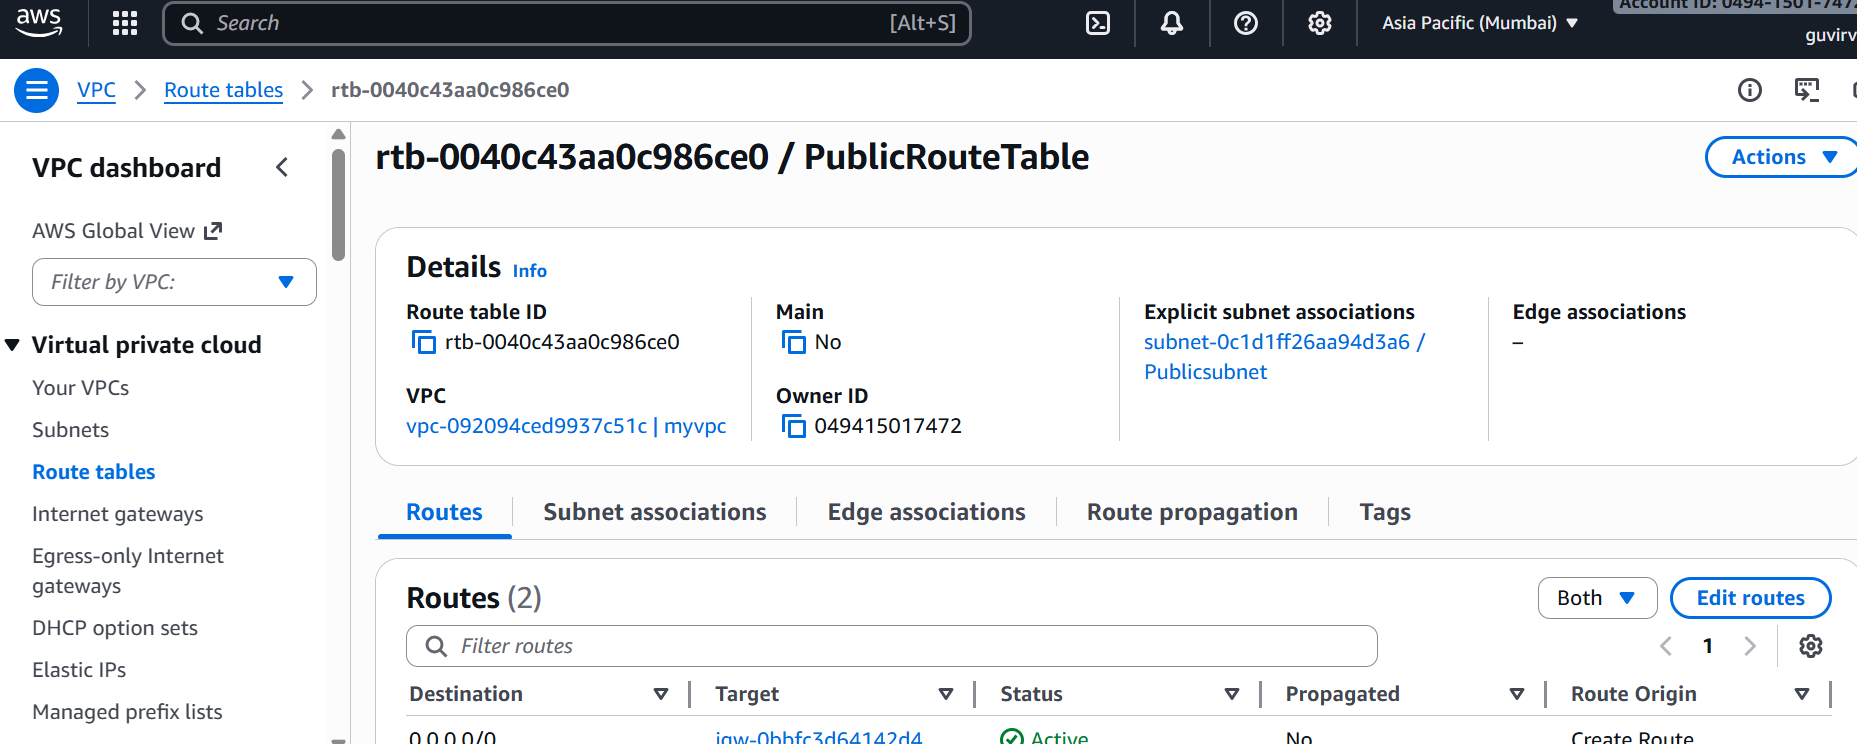 aws
Search
[Alt+S]
Asia Pacific (Mumbai)
Account ID: 0494-1501-747
guvirv
VPC
Route tables
rtb-0040c43aa0c986ce0
VPC dashboard
AWS Global View
Filter by VPC:
Virtual private cloud
Your VPCs
Subnets
Route tables
Internet gateways
Egress-only Internet
gateways
DHCP option sets
Elastic IPs
Managed prefix lists
rtb-0040c43aa0c986ce0 / PublicRouteTable
Actions
Details Info
Route table ID
rtb-0040c43aa0c986ce0
Main
No
Explicit subnet associations
subnet-0c1d1ff26aa94d3a6 /
Publicsubnet
Edge associations
–
VPC
vpc-092094ced9937c51c | myvpc
Owner ID
049415017472
Routes
Subnet associations
Edge associations
Route propagation
Tags
Routes (2)
Both
Edit routes
Filter routes
1
Destination
Target
Status
Propagated
Route Origin
0.0.0.0/0
igw-0bbfc3d64142d4
Active
No
Create Route